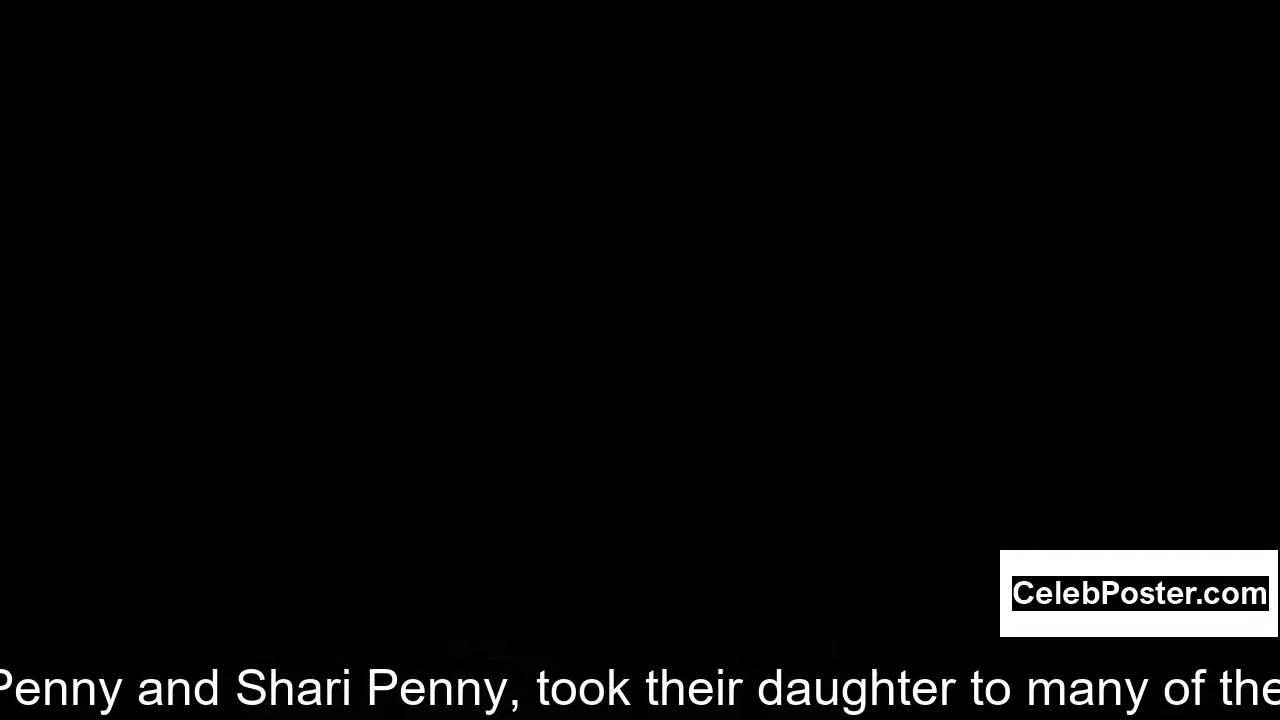 CelebPoster.com
Penny and Shari Penny, took their daughter to many of the